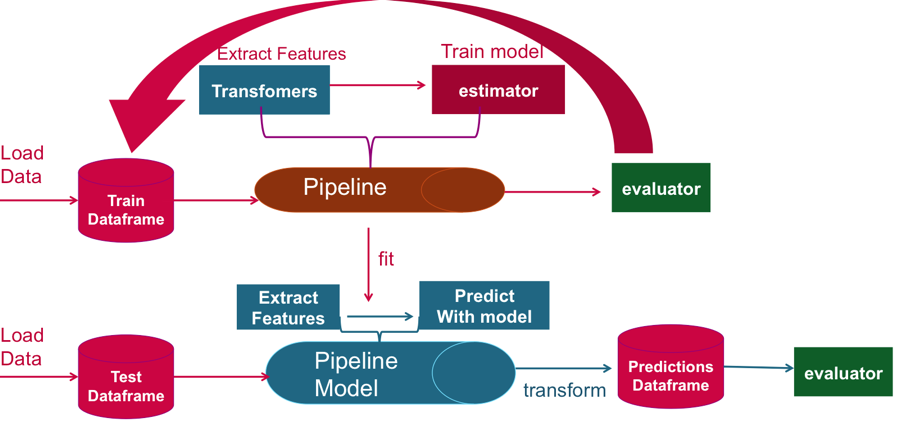 Extract Features
Train model
Transfomers
estimator
Load
Data
Train
Dataframe
Pipeline
evaluator
fit
Extract
Features
Predict
With model
Load
Data
Test
Dataframe
Pipeline
Model
transform
Predictions
Dataframe
evaluator